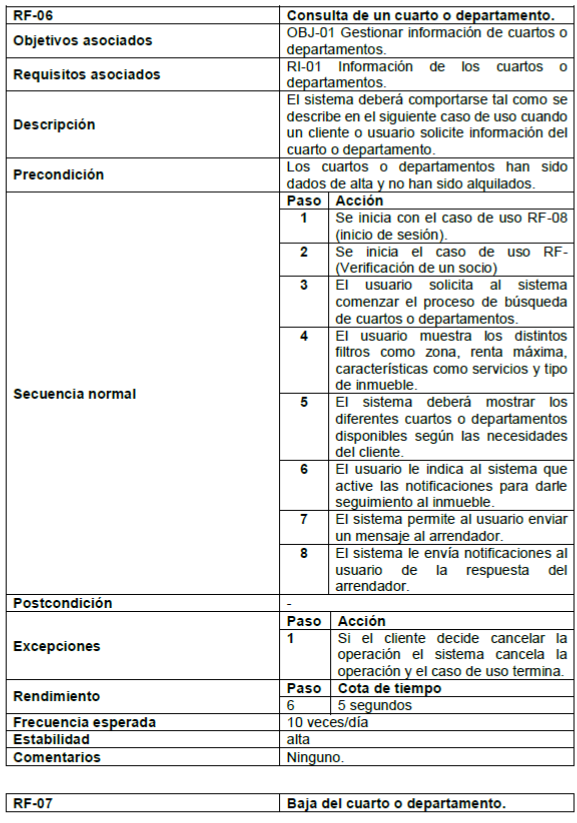 RF-06 Consulta de un cuarto o departamento.
Objetivos asociados OBJ-01 Gestionar información de cuartos o
departamentos.
Requisitos asociados RI-01 Información de los cuartos o
departamentos.
Descripción El sistema deberá comportarse tal como se
describe en el siguiente caso de uso cuando
un cliente o usuario solicite información del
cuarto o departamento.
Precondición Los cuartos o departamentos han sido
dados de alta y no han sido alquilados.
Secuencia normal
Paso Acción
1 Se inicia con el caso de uso RF-08
(inicio de sesión).
2 Se inicia el caso de uso RF-
(Verificación de un socio)
3 El usuario solicita al sistema
comenzar el proceso de búsqueda
de cuartos o departamentos.
4 El usuario muestra los distintos
filtros como zona, renta máxima,
características como servicios y tipo
de inmueble.
5 El sistema deberá mostrar los
diferentes cuartos o departamentos
disponibles según las necesidades
del cliente.
6 El usuario le indica al sistema que
active las notificaciones para darle
seguimiento al inmueble.
7 El sistema permite al usuario enviar
un mensaje al arrendador.
8 El sistema le envía notificaciones al
usuario de la respuesta del
arrendador.
Postcondición -
Excepciones
Paso Acción
1 Si el cliente decide cancelar la
operación el sistema cancela la
operación y el caso de uso termina.
Rendimiento
Paso Cota de tiempo
6 5 segundos
Frecuencia esperada 10 veces/día
Estabilidad alta
Comentarios Ninguno.
RF-07 Baja del cuarto o departamento.